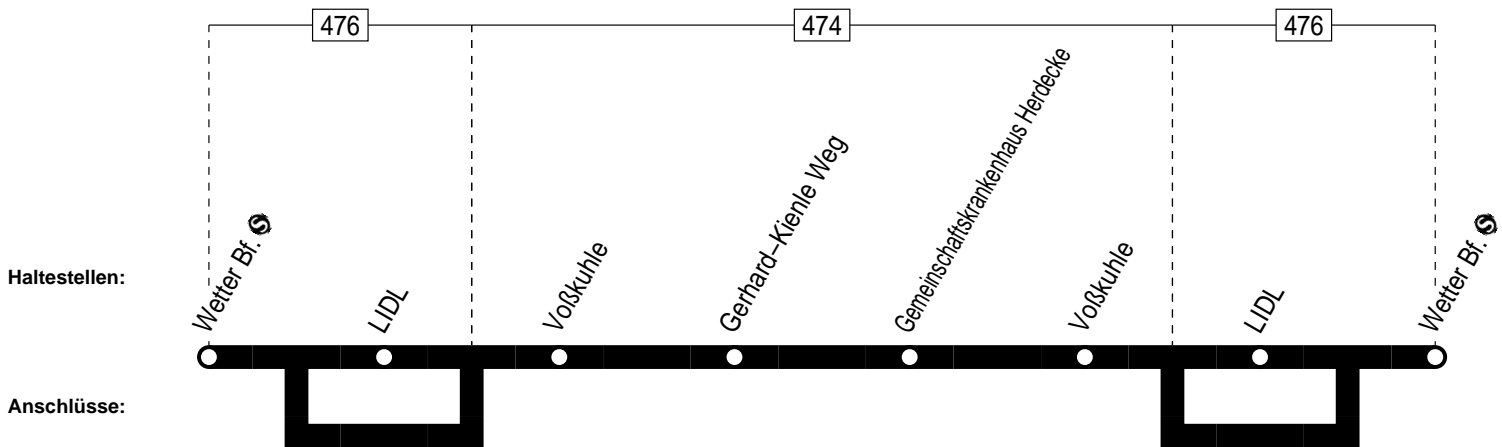 476
474
476
Haltestellen:
Wetter Bf. S
LIDL
Voßkuhle
Gerhard-Kienle Weg
Gemeinschaftskrankenhaus Herdecke
Voßkuhle
LIDL
Wetter Bf. S
Anschlüsse: